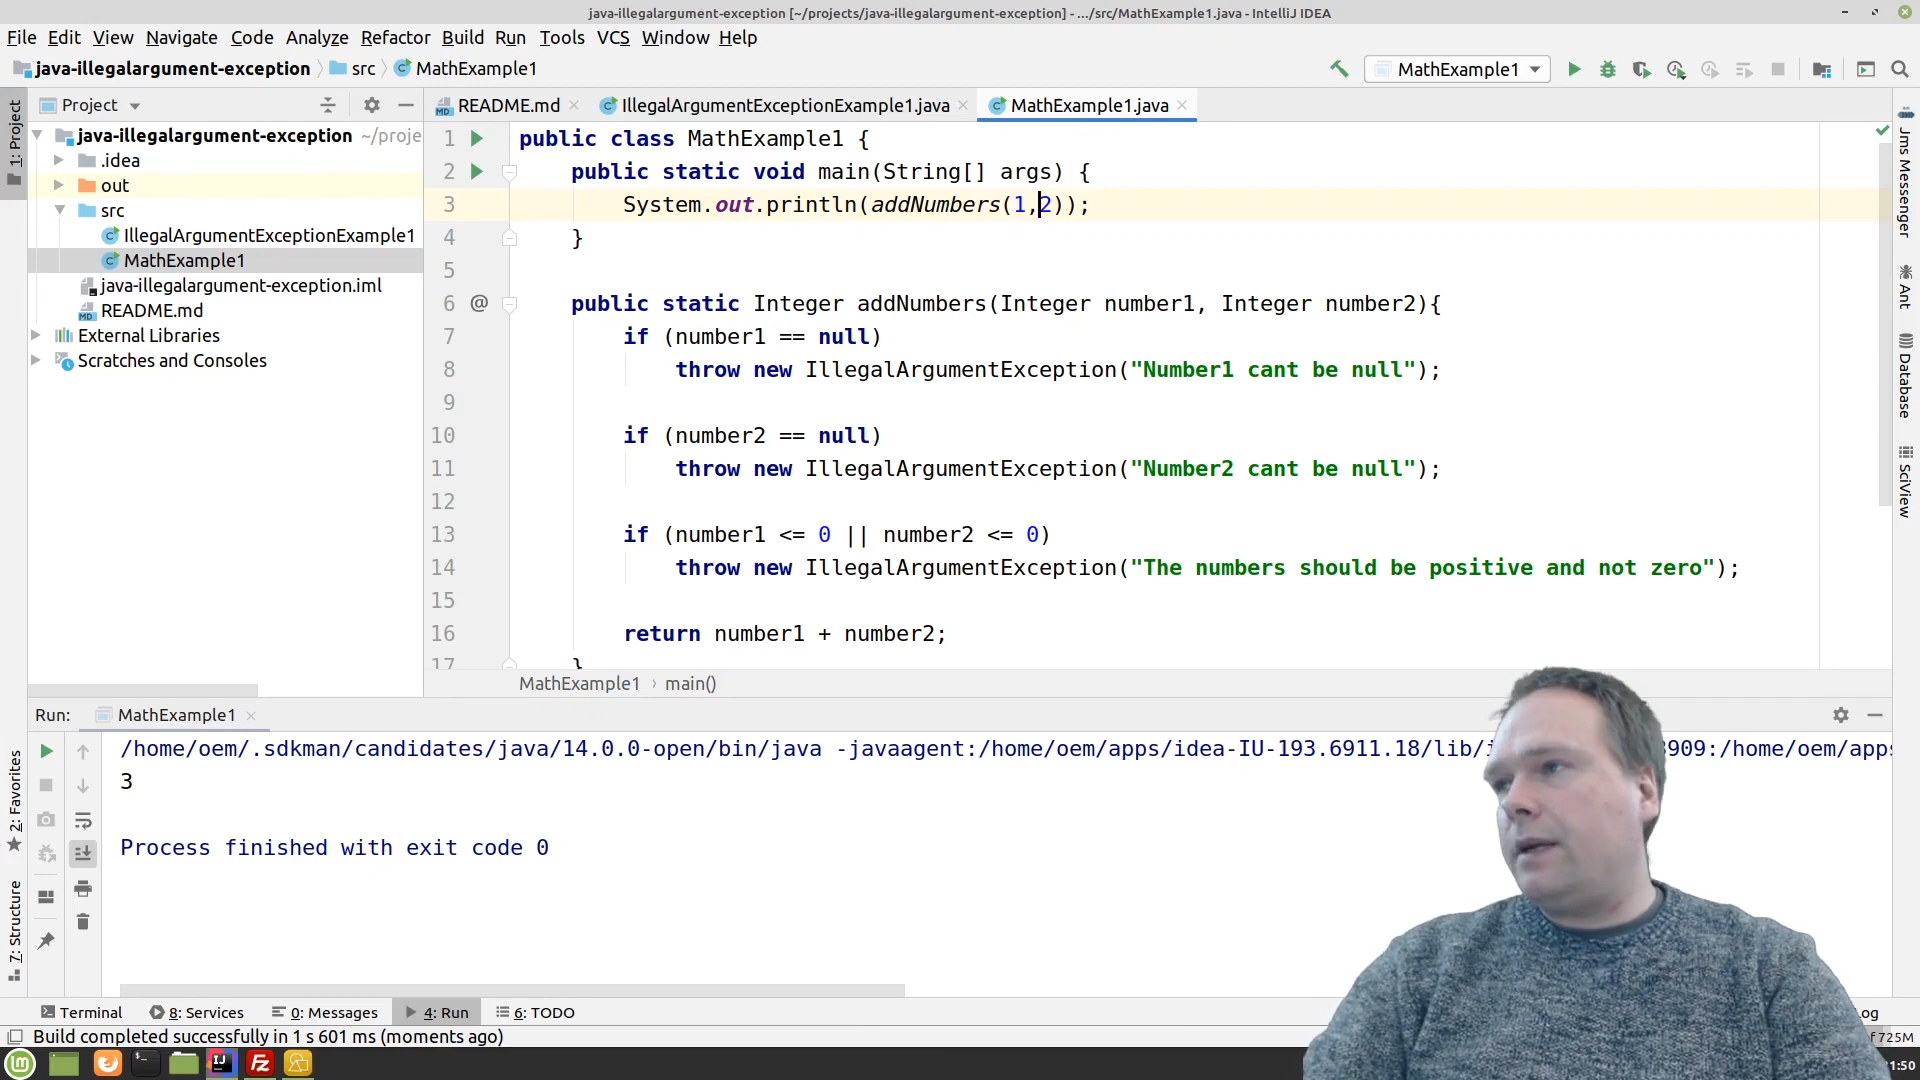 java-illegalargument-exception [~/projects/java-illegalargument-exception] - .../src/MathExample1.java - IntelliJ IDEA
File Edit View Navigate Code Analyze Refactor Build Run Tools VCS Window Help
java-illegalargument-exception src MathExample1
MathExample1
1: Project
Project
README.md
IllegalArgumentExceptionExample1.java
MathExample1.java
java-illegalargument-exception ~/proje
.idea
out
src
IllegalArgumentExceptionExample1
MathExample1
java-illegalargument-exception.iml
README.md
External Libraries
Scratches and Consoles
1 public class MathExample1 {
2 public static void main(String[] args) {
3 System.out.println(addNumbers(1,2));
4 }
5
6 @ public static Integer addNumbers(Integer number1, Integer number2){
7 if (number1 == null)
8 throw new IllegalArgumentException("Number1 cant be null");
9
10 if (number2 == null)
11 throw new IllegalArgumentException("Number2 cant be null");
12
13 if (number1 <= 0 || number2 <= 0)
14 throw new IllegalArgumentException("The numbers should be positive and not zero");
15
16 return number1 + number2;
17 }
MathExample1 › main()
Jms Messenger
Ant
Database
SciView
Run: MathExample1
/home/oem/.sdkman/candidates/java/14.0.0-open/bin/java -javaagent:/home/oem/apps/idea-IU-193.6911.18/lib/ 3909:/home/oem/apps
3
Process finished with exit code 0
2: Favorites
7: Structure
Terminal
8: Services
0: Messages
4: Run
6: TODO
Build completed successfully in 1 s 601 ms (moments ago)
725M
1:50